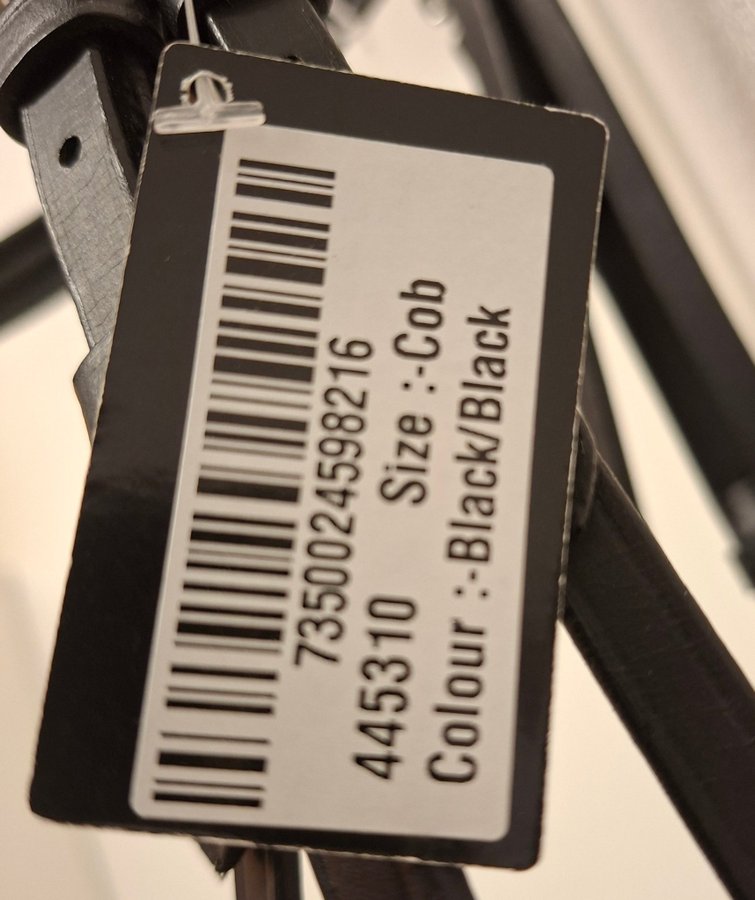 7350024598216
445310 Size :-Cob
Colour :-Black/Black